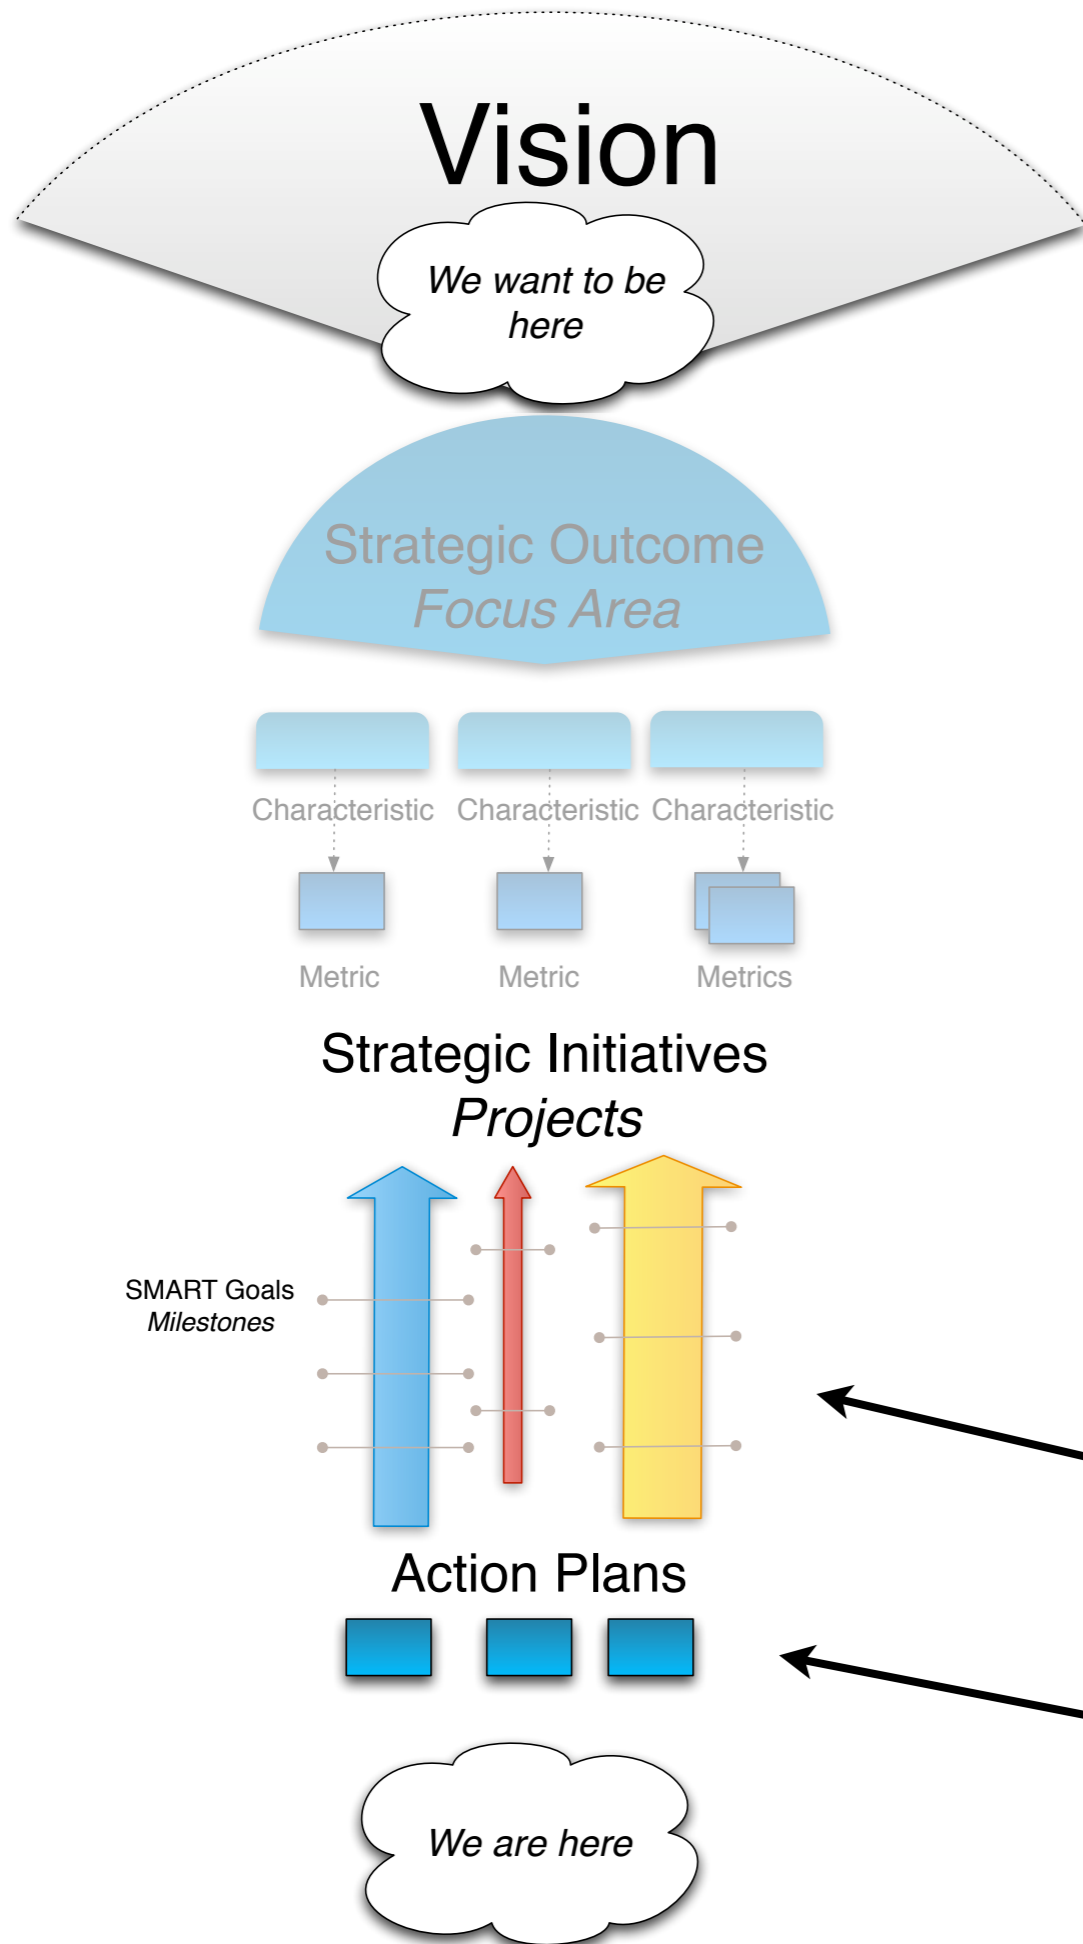 Vision
We want to be
here
Strategic Outcome
Focus Area
Characteristic Characteristic Characteristic
Metric Metric Metrics
Strategic Initiatives
Projects
SMART Goals
Milestones
Action Plans
We are here